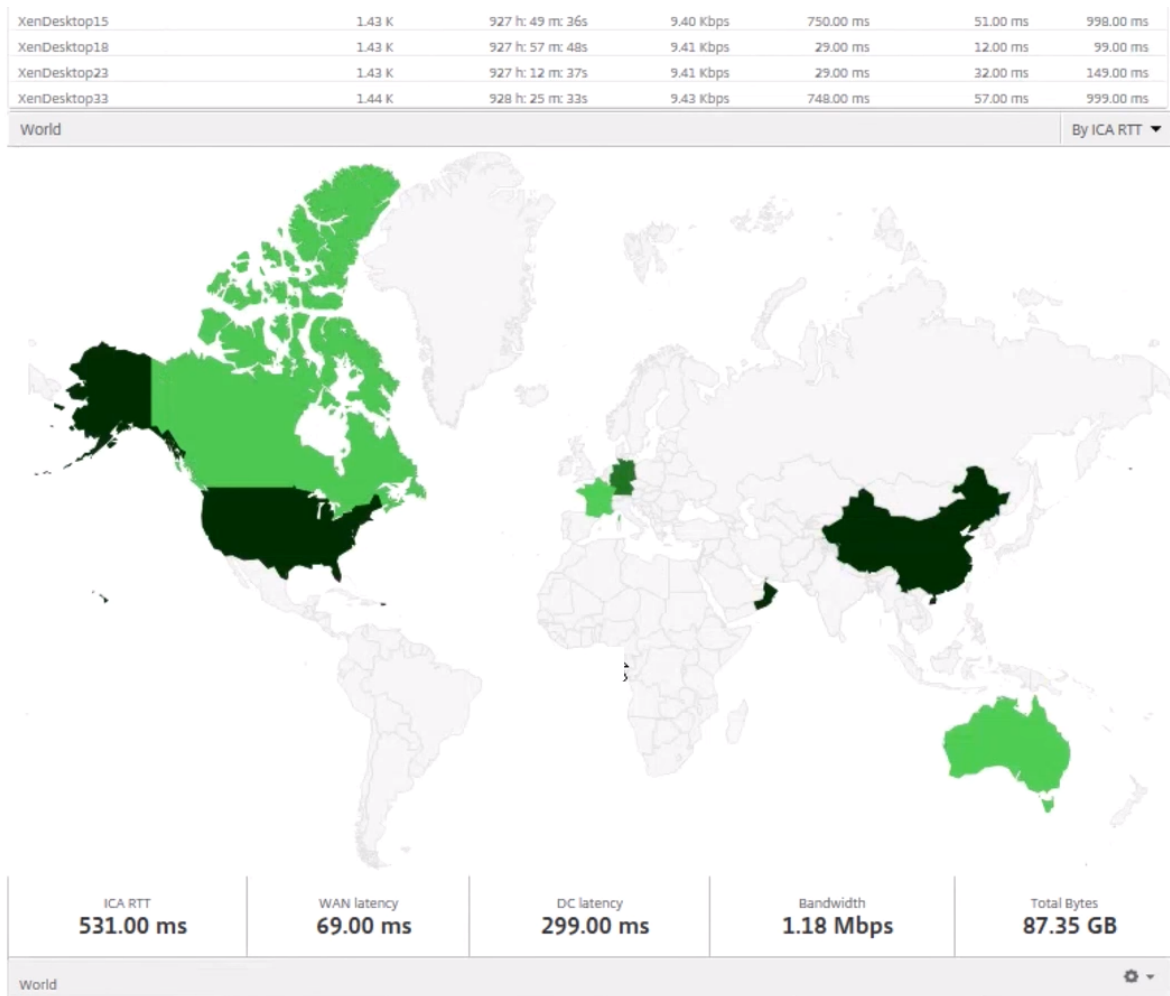 XenDesktop15 1.43 K 927 h: 49 m: 36s 9.40 Kbps 750.00 ms 51.00 ms 998.00 ms
XenDesktop18 1.43 K 927 h: 57 m: 48s 9.41 Kbps 29.00 ms 12.00 ms 99.00 ms
XenDesktop23 1.43 K 927 h: 12 m: 37s 9.41 Kbps 29.00 ms 32.00 ms 149.00 ms
XenDesktop33 1.44 K 928 h: 25 m: 33s 9.43 Kbps 748.00 ms 57.00 ms 999.00 ms
World By ICA RTT
ICA RTT WAN latency DC latency Bandwidth Total Bytes
531.00 ms 69.00 ms 299.00 ms 1.18 Mbps 87.35 GB
World